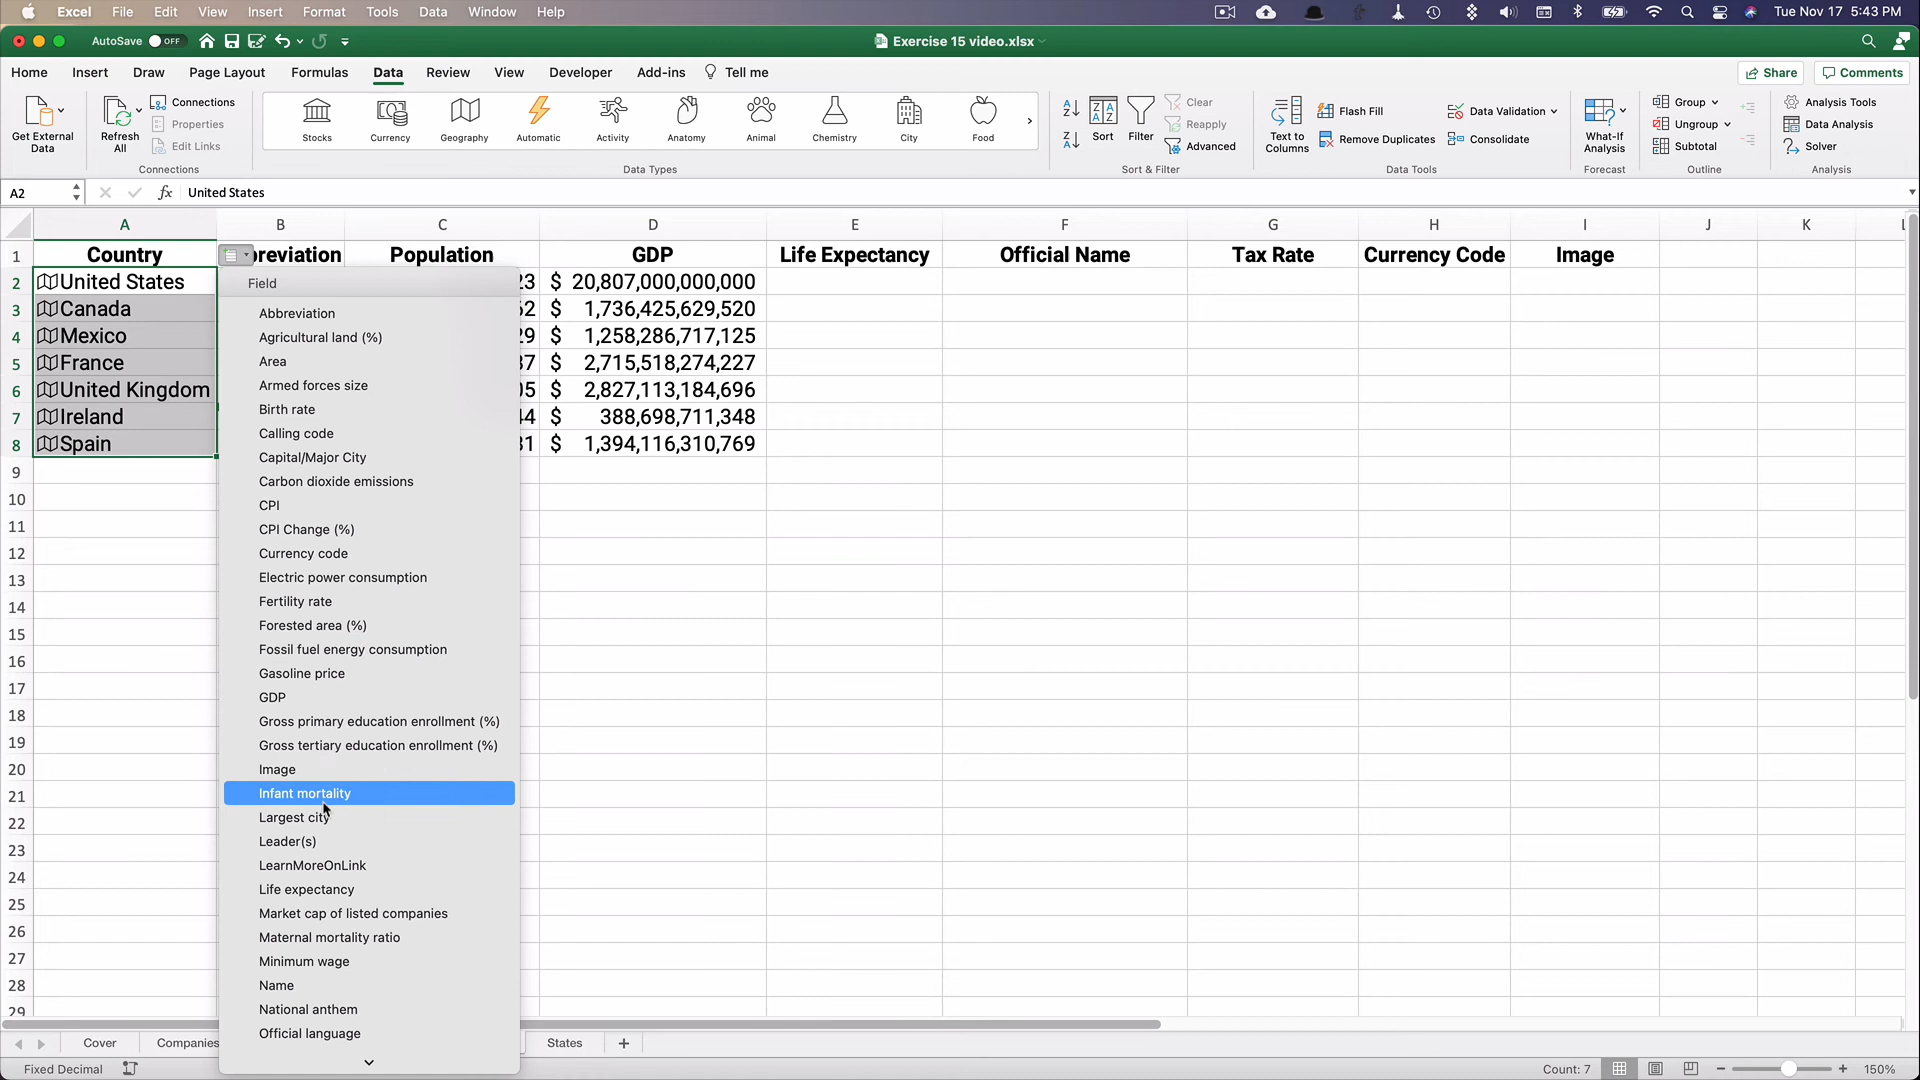 Excel File Edit View Insert Format Tools Data Window Help Tue Nov 17 5:43 PM
AutoSave OFF Exercise 15 video.xlsx
Home Insert Draw Page Layout Formulas Data Review View Developer Add-ins Tell me Share Comments
Get External Data
Refresh All
Connections
Properties
Edit Links
Connections
Stocks Currency Geography Automatic Activity Anatomy Animal Chemistry City Food
Data Types
Sort Filter
Clear
Reapply
Advanced
Sort & Filter
Text to Columns
Flash Fill
Remove Duplicates
Data Validation
Consolidate
Data Tools
What-If Analysis
Forecast
Group
Ungroup
Subtotal
Outline
Analysis Tools
Data Analysis
Solver
Analysis
A2 fx United States
A B C D E F G H I J K L
1 Country breviation Population GDP Life Expectancy Official Name Tax Rate Currency Code Image
2 United States 23 $ 20,807,000,000,000
3 Canada 62 $ 1,736,425,629,520
4 Mexico 29 $ 1,258,286,717,125
5 France 37 $ 2,715,518,274,227
6 United Kingdom 05 $ 2,827,113,184,696
7 Ireland 44 $ 388,698,711,348
8 Spain 31 $ 1,394,116,310,769
9
10
11
12
13
14
15
16
17
18
19
20
21
22
23
24
25
26
27
28
29
Field
Abbreviation
Agricultural land (%)
Area
Armed forces size
Birth rate
Calling code
Capital/Major City
Carbon dioxide emissions
CPI
CPI Change (%)
Currency code
Electric power consumption
Fertility rate
Forested area (%)
Fossil fuel energy consumption
Gasoline price
GDP
Gross primary education enrollment (%)
Gross tertiary education enrollment (%)
Image
Infant mortality
Largest city
Leader(s)
LearnMoreOnLink
Life expectancy
Market cap of listed companies
Maternal mortality ratio
Minimum wage
Name
National anthem
Official language
Cover Companies States +
Fixed Decimal Count: 7 150%